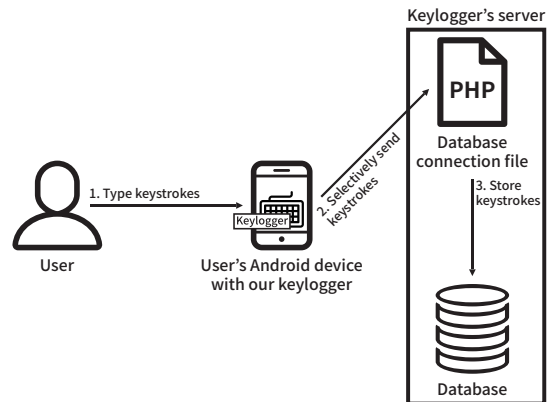 Keylogger's server
PHP
Database
connection file
1. Type keystrokes
2. Selectively send
keystrokes
3. Store
keystrokes
Keylogger
User
User's Android device
with our keylogger
Database